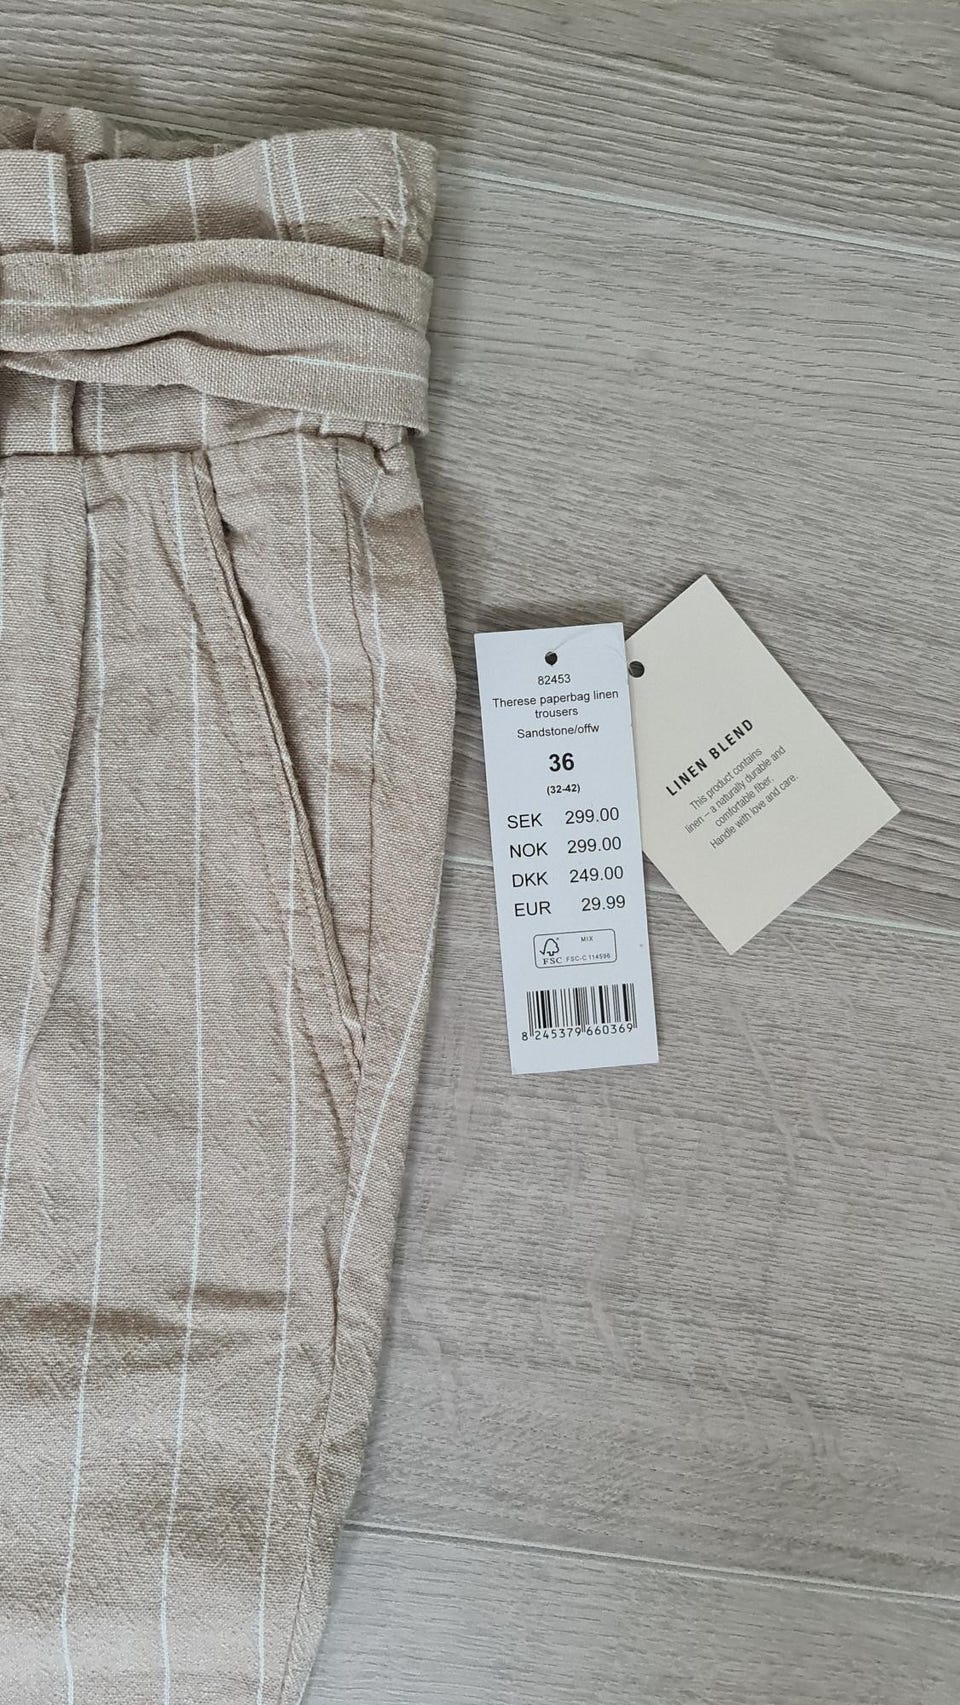 82453
Therese paperbag linen
trousers
Sandstone/offw
36
(32-42)
SEK 299.00
NOK 299.00
DKK 249.00
EUR 29.99
MIX
FSC FSC-C 114596
8 245379 660369
LINEN BLEND
This product contains
linen – a naturally durable and
comfortable fiber.
Handle with love and care.